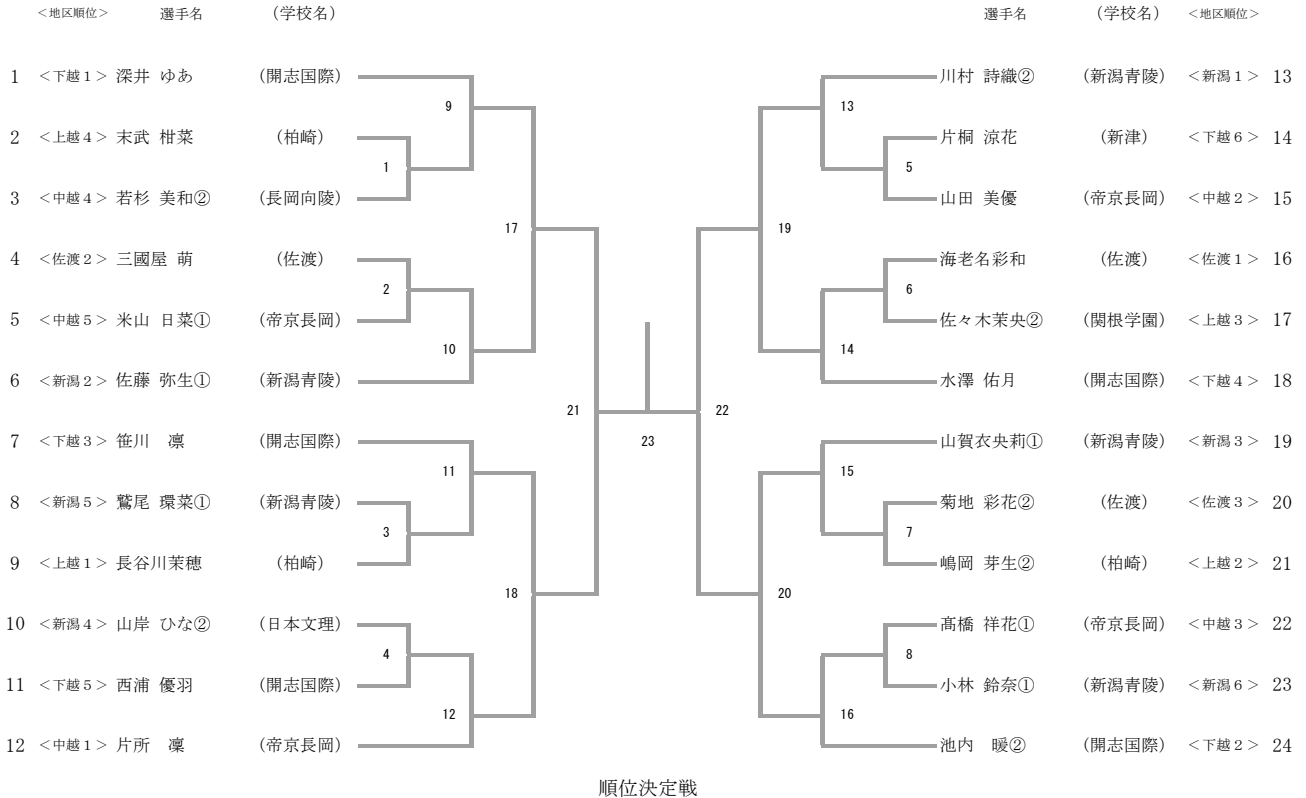 ＜地区順位＞ 選手名 (学校名) 選手名 (学校名) ＜地区順位＞
1 ＜下越１＞ 深井 ゆあ (開志国際) 川村 詩織② (新潟青陵) ＜新潟１＞ 13
9 13
2 ＜上越４＞ 末武 柑菜 (柏崎) 片桐 涼花 (新津) ＜下越６＞ 14
1 5
3 ＜中越４＞ 若杉 美和② (長岡向陵) 山田 美優 (帝京長岡) ＜中越２＞ 15
17 19
4 ＜佐渡２＞ 三國屋 萌 (佐渡) 海老名彩和 (佐渡) ＜佐渡１＞ 16
2 6
5 ＜中越５＞ 米山 日菜① (帝京長岡) 佐々木茉央② (関根学園) ＜上越３＞ 17
10 14
6 ＜新潟２＞ 佐藤 弥生① (新潟青陵) 水澤 佑月 (開志国際) ＜下越４＞ 18
21 22
7 ＜下越３＞ 笹川　凛 (開志国際) 23 山賀衣央莉① (新潟青陵) ＜新潟３＞ 19
11 15
8 ＜新潟５＞ 鷲尾 環菜① (新潟青陵) 菊地 彩花② (佐渡) ＜佐渡３＞ 20
3 7
9 ＜上越１＞ 長谷川茉穂 (柏崎) 嶋岡 芽生② (柏崎) ＜上越２＞ 21
18 20
10 ＜新潟４＞ 山岸 ひな② (日本文理) 髙橋 祥花① (帝京長岡) ＜中越３＞ 22
4 8
11 ＜下越５＞ 西浦 優羽 (開志国際) 小林 鈴奈① (新潟青陵) ＜新潟６＞ 23
12 16
12 ＜中越１＞ 片所　凜 (帝京長岡) 池内　暖② (開志国際) ＜下越２＞ 24
順位決定戦